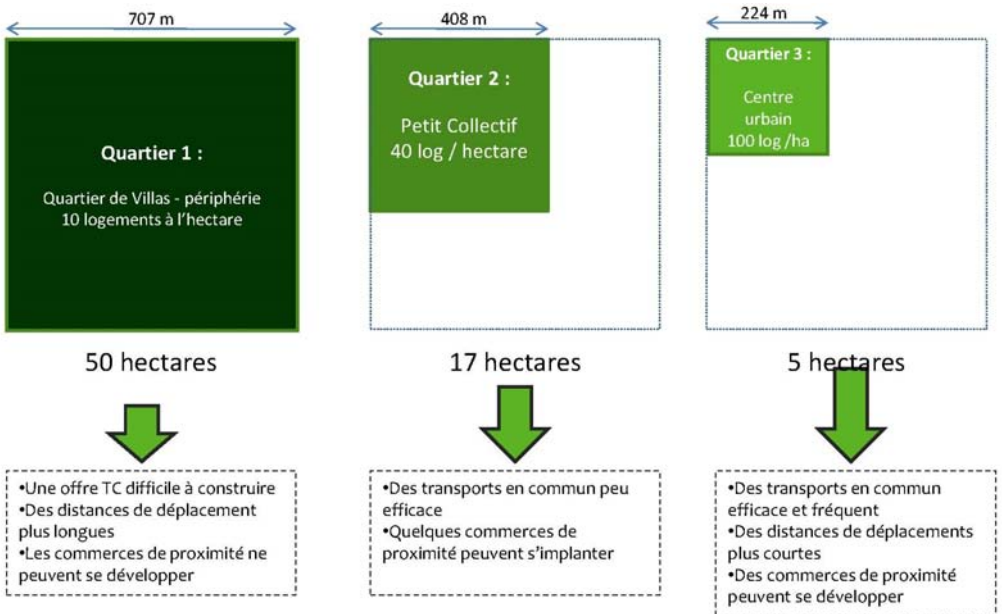 707 m
408 m
224 m
Quartier 1 :
Quartier de Villas - périphérie
10 logements à l'hectare
Quartier 2 :
Petit Collectif
40 log / hectare
Quartier 3 :
Centre
urbain
100 log /ha
50 hectares
17 hectares
5 hectares
•Une offre TC difficile à construire
•Des distances de déplacement
plus longues
•Les commerces de proximité ne
peuvent se développer
•Des transports en commun peu
efficace
•Quelques commerces de
proximité peuvent s'implanter
•Des transports en commun
efficace et fréquent
•Des distances de déplacements
plus courtes
•Des commerces de proximité
peuvent se développer